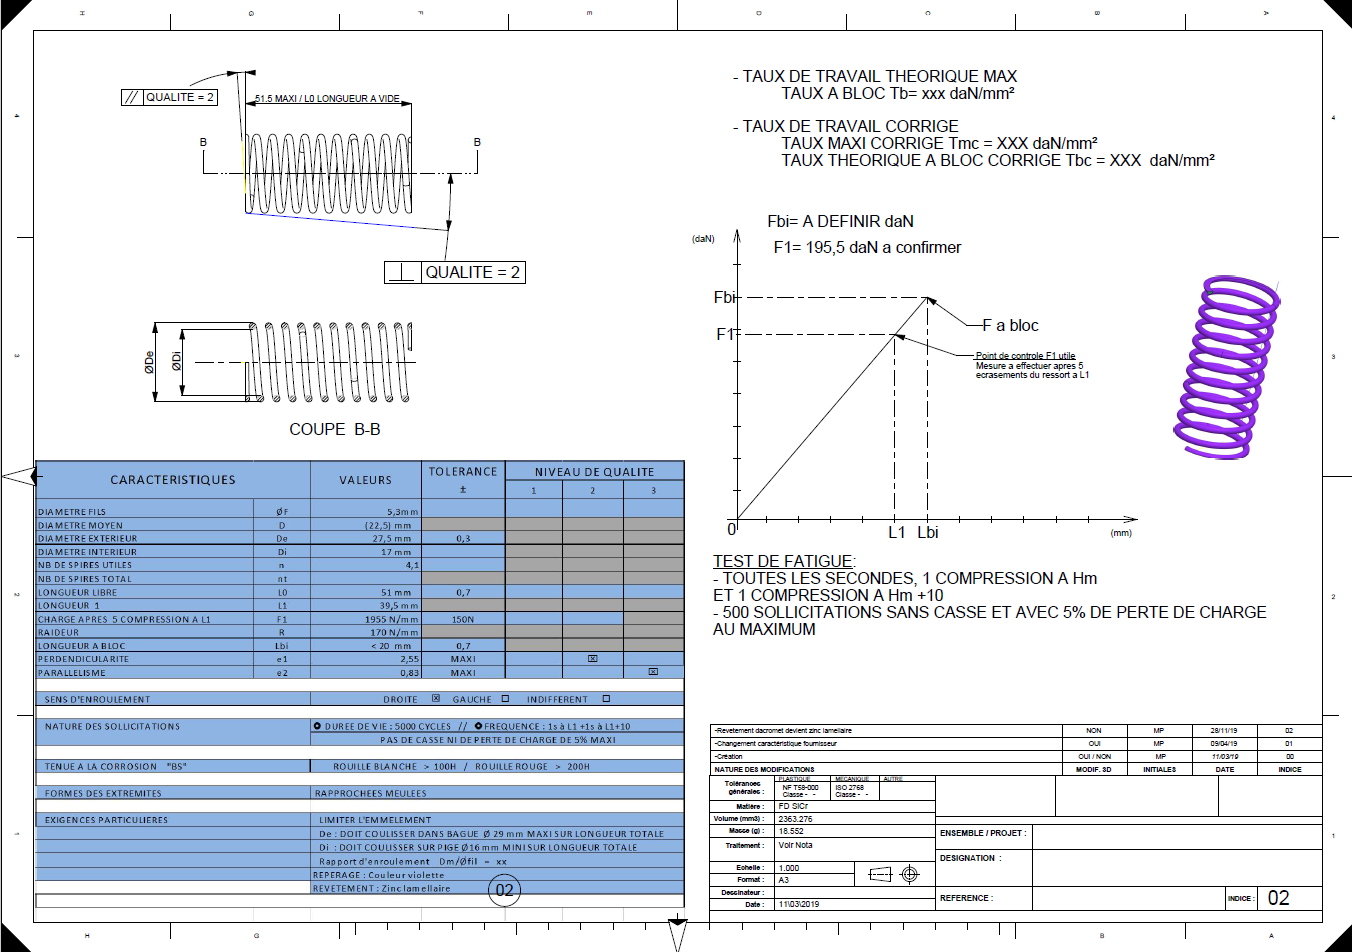 H G F E D C B A
4
3
2
1
4
3
2
1
// QUALITE = 2
51.5 MAXI / L0 LONGUEUR A VIDE
B B
⊥ QUALITE = 2
ØDe
ØDi
COUPE B-B
- TAUX DE TRAVAIL THEORIQUE MAX
TAUX A BLOC Tb= xxx daN/mm²
- TAUX DE TRAVAIL CORRIGE
TAUX MAXI CORRIGE Tmc = XXX daN/mm²
TAUX THEORIQUE A BLOC CORRIGE Tbc = XXX daN/mm²
Fbi= A DEFINIR daN
(daN)
F1= 195,5 daN a confirmer
Fbi
F a bloc
F1
Point de controle F1 utile
Mesure a effectuer apres 5
ecrasements du ressort a L1
0 L1 Lbi (mm)
TEST DE FATIGUE:
- TOUTES LES SECONDES, 1 COMPRESSION A Hm
ET 1 COMPRESSION A Hm +10
- 500 SOLLICITATIONS SANS CASSE ET AVEC 5% DE PERTE DE CHARGE
AU MAXIMUM
CARACTERISTIQUES VALEURS TOLERANCE ± NIVEAU DE QUALITE
1 2 3
DIAMETRE FILS ØF 5,3mm
DIAMETRE MOYEN D (22,5) mm
DIAMETRE EXTERIEUR De 27,5 mm 0,3
DIAMETRE INTERIEUR Di 17 mm
NB DE SPIRES UTILES n 4,1
NB DE SPIRES TOTAL nt
LONGUEUR LIBRE L0 51 mm 0,7
LONGUEUR 1 L1 39,5 mm
CHARGE APRES 5 COMPRESSION A L1 F1 1955 N/mm 150N
RAIDEUR R 170 N/mm
LONGUEUR A BLOC Lbi < 20 mm 0,7
PERDENDICULARITE e1 2,55 MAXI ☒
PARALLELISME e2 0,83 MAXI ☒
SENS D'ENROULEMENT DROITE ☒ GAUCHE ☐ INDIFFERENT ☐
NATURE DES SOLLICITATIONS DUREE DE VIE : 5000 CYCLES // FREQUENCE : 1s à L1 +1s à L1+10
PAS DE CASSE NI DE PERTE DE CHARGE DE 5% MAXI
TENUE A LA CORROSION "BS" ROUILLE BLANCHE > 100H / ROUILLE ROUGE > 200H
FORMES DES EXTREMITES RAPPROCHEES MEULEES
EXIGENCES PARTICULIERES LIMITER L'EMMELEMENT
De : DOIT COULISSER DANS BAGUE Ø 29 mm MAXI SUR LONGUEUR TOTALE
Di : DOIT COULISSER SUR PIGE Ø16 mm MINI SUR LONGUEUR TOTALE
Rapport d'enroulement Dm/Øfil = xx
REPERAGE : Couleur violette
REVETEMENT : Zinc lamellaire 02
-Revetement dacromet devient zinc lamellaire NON MP 28/11/19 02
-Changement caractéristique fournisseur OUI MP 09/04/19 01
-Création OUI / NON MP 11/03/19 00
NATURE DES MODIFICATIONS MODIF. 3D INITIALES DATE INDICE
Tolérances générales : PLASTIQUE NF T58-000 Classe - - MECANIQUE ISO 2768 Classe - - AUTRE
Matière : FD SiCr
Volume (mm3) : 2363.276
Masse (g) : 18.552
Traitement : Voir Nota
Echelle : 1.000
Format : A3
Dessinateur :
Date : 11\03\2019
ENSEMBLE / PROJET :
DESIGNATION :
REFERENCE : INDICE : 02
H G B A